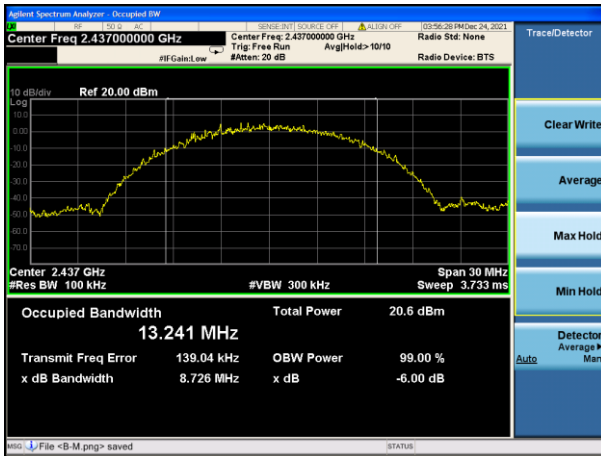 Agilent Spectrum Analyzer - Occupied BW
RF 50 Ω AC SENSE:INT SOURCE OFF ALIGN OFF 03:56:28 PM Dec 24, 2021
Center Freq 2.437000000 GHz Center Freq: 2.437000000 GHz Radio Std: None
Trig: Free Run Avg|Hold:> 10/10
#IFGain:Low #Atten: 20 dB Radio Device: BTS
10 dB/div Ref 20.00 dBm
Log
10.0
0.00
-10.0
-20.0
-30.0
-40.0
-50.0
-60.0
-70.0
Center 2.437 GHz Span 30 MHz
#Res BW 100 kHz #VBW 300 kHz Sweep 3.733 ms
Occupied Bandwidth Total Power 20.6 dBm
13.241 MHz
Transmit Freq Error 139.04 kHz OBW Power 99.00 %
x dB Bandwidth 8.726 MHz x dB -6.00 dB
MSG File <B-M.png> saved STATUS
Trace/Detector
Clear Write
Average
Max Hold
Min Hold
Detector
Average
Auto Man